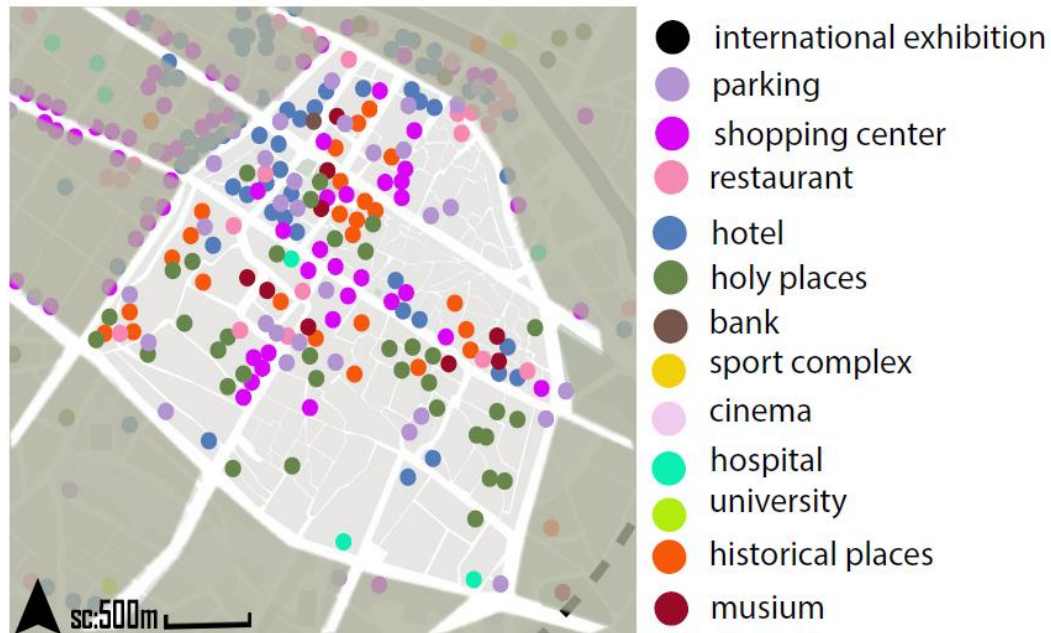 international exhibition
parking
shopping center
restaurant
hotel
holy places
bank
sport complex
cinema
hospital
university
historical places
musium
sc:500m